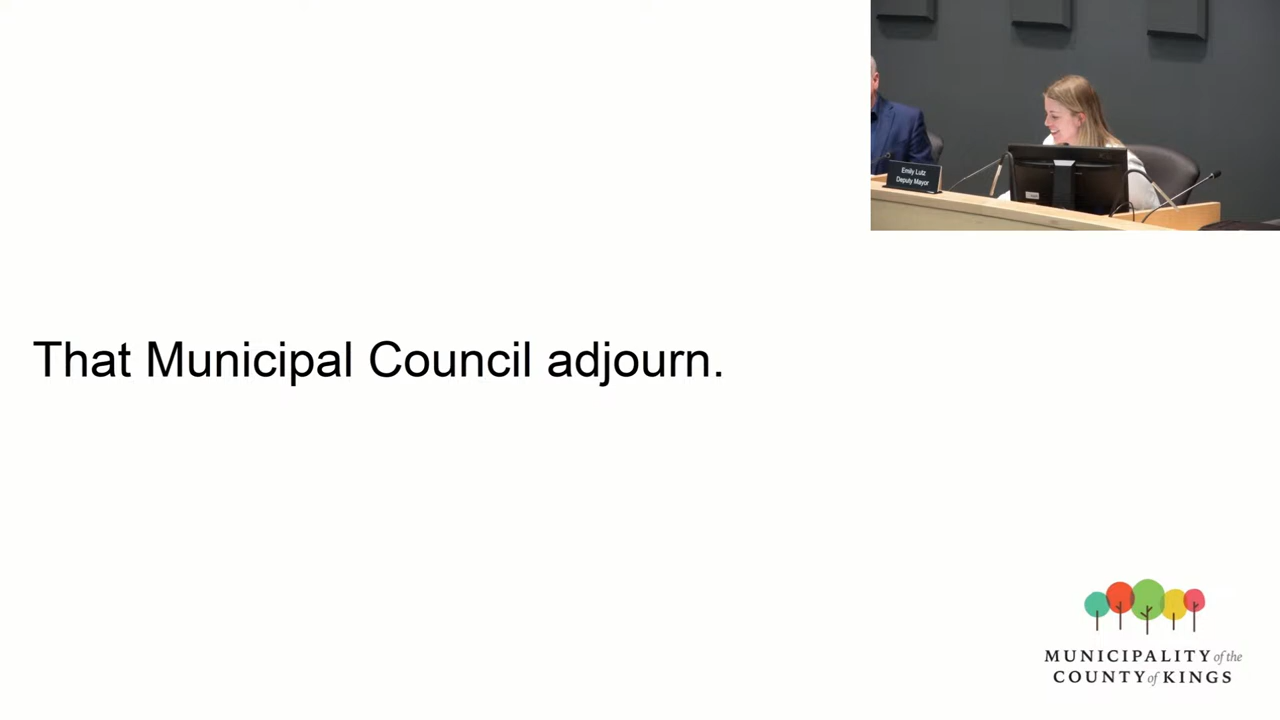 Emily Lutz
Deputy Mayor
That Municipal Council adjourn.
MUNICIPALITY of the
COUNTY of KINGS